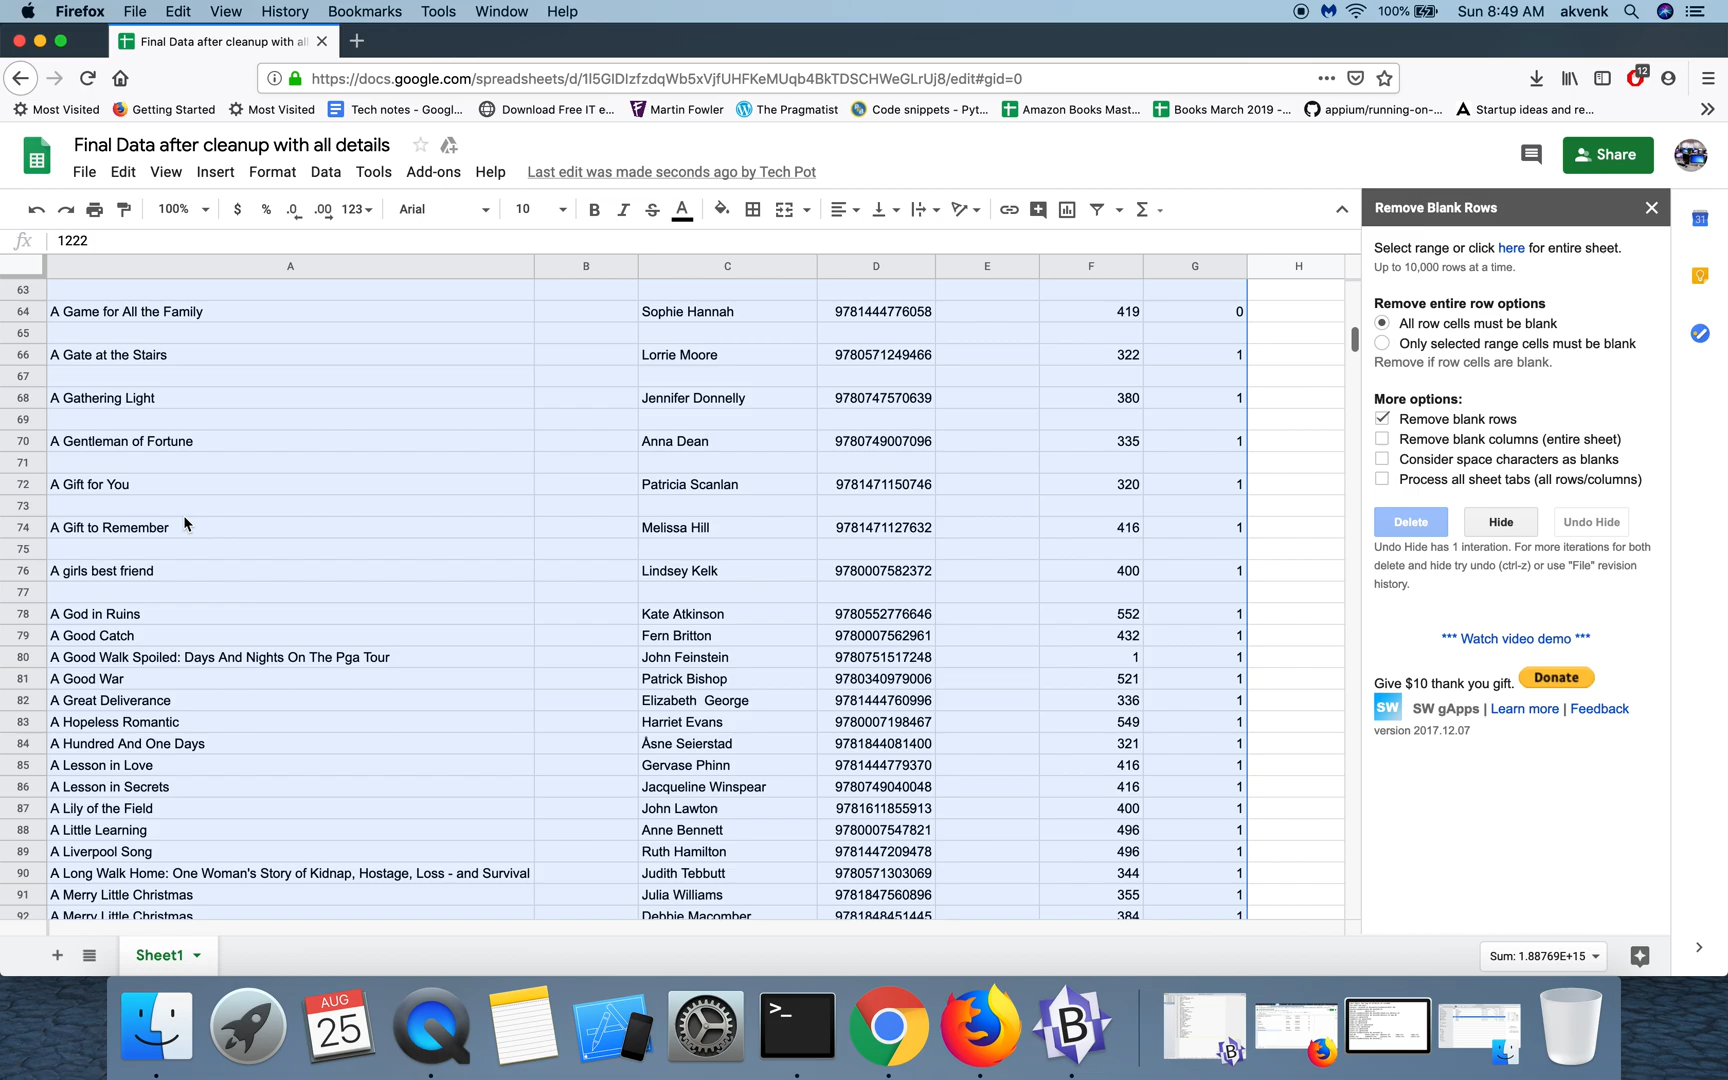 Firefox File Edit View History Bookmarks Tools Window Help 100% Sun 8:49 AM akvenk
Final Data after cleanup with all
https://docs.google.com/spreadsheets/d/1I5GIDIzfzdqWb5xVjfUHFKeMUqb4BkTDSCHWeGLrUj8/edit#gid=0 12
Most Visited Getting Started Most Visited Tech notes - Googl... Download Free IT e... Martin Fowler The Pragmatist Code snippets - Pyt... Amazon Books Mast... Books March 2019 -... appium/running-on-... Startup ideas and re...
Final Data after cleanup with all details
File Edit View Insert Format Data Tools Add-ons Help Last edit was made seconds ago by Tech Pot
Share
100% $ % .0 .00 123 Arial 10 B I S A
fx 1222
A B C D E F G H
63
64 A Game for All the Family Sophie Hannah 9781444776058 419 0
65
66 A Gate at the Stairs Lorrie Moore 9780571249466 322 1
67
68 A Gathering Light Jennifer Donnelly 9780747570639 380 1
69
70 A Gentleman of Fortune Anna Dean 9780749007096 335 1
71
72 A Gift for You Patricia Scanlan 9781471150746 320 1
73
74 A Gift to Remember Melissa Hill 9781471127632 416 1
75
76 A girls best friend Lindsey Kelk 9780007582372 400 1
77
78 A God in Ruins Kate Atkinson 9780552776646 552 1
79 A Good Catch Fern Britton 9780007562961 432 1
80 A Good Walk Spoiled: Days And Nights On The Pga Tour John Feinstein 9780751517248 1 1
81 A Good War Patrick Bishop 9780340979006 521 1
82 A Great Deliverance Elizabeth George 9781444760996 336 1
83 A Hopeless Romantic Harriet Evans 9780007198467 549 1
84 A Hundred And One Days Åsne Seierstad 9781844081400 321 1
85 A Lesson in Love Gervase Phinn 9781444779370 416 1
86 A Lesson in Secrets Jacqueline Winspear 9780749040048 416 1
87 A Lily of the Field John Lawton 9781611855913 400 1
88 A Little Learning Anne Bennett 9780007547821 496 1
89 A Liverpool Song Ruth Hamilton 9781447209478 496 1
90 A Long Walk Home: One Woman's Story of Kidnap, Hostage, Loss - and Survival Judith Tebbutt 9780571303069 344 1
91 A Merry Little Christmas Julia Williams 9781847560896 355 1
92 A Merry Little Christmas Debbie Macomber 9781848451445 384 1
Remove Blank Rows
Select range or click here for entire sheet.
Up to 10,000 rows at a time.
Remove entire row options
All row cells must be blank
Only selected range cells must be blank
Remove if row cells are blank.
More options:
Remove blank rows
Remove blank columns (entire sheet)
Consider space characters as blanks
Process all sheet tabs (all rows/columns)
Delete Hide Undo Hide
Undo Hide has 1 interation. For more iterations for both
delete and hide try undo (ctrl-z) or use "File" revision
history.
*** Watch video demo ***
Give $10 thank you gift. Donate
SW SW gApps | Learn more | Feedback
version 2017.12.07
31
Sheet1
Sum: 1.88769E+15
AUG
25
>_
B